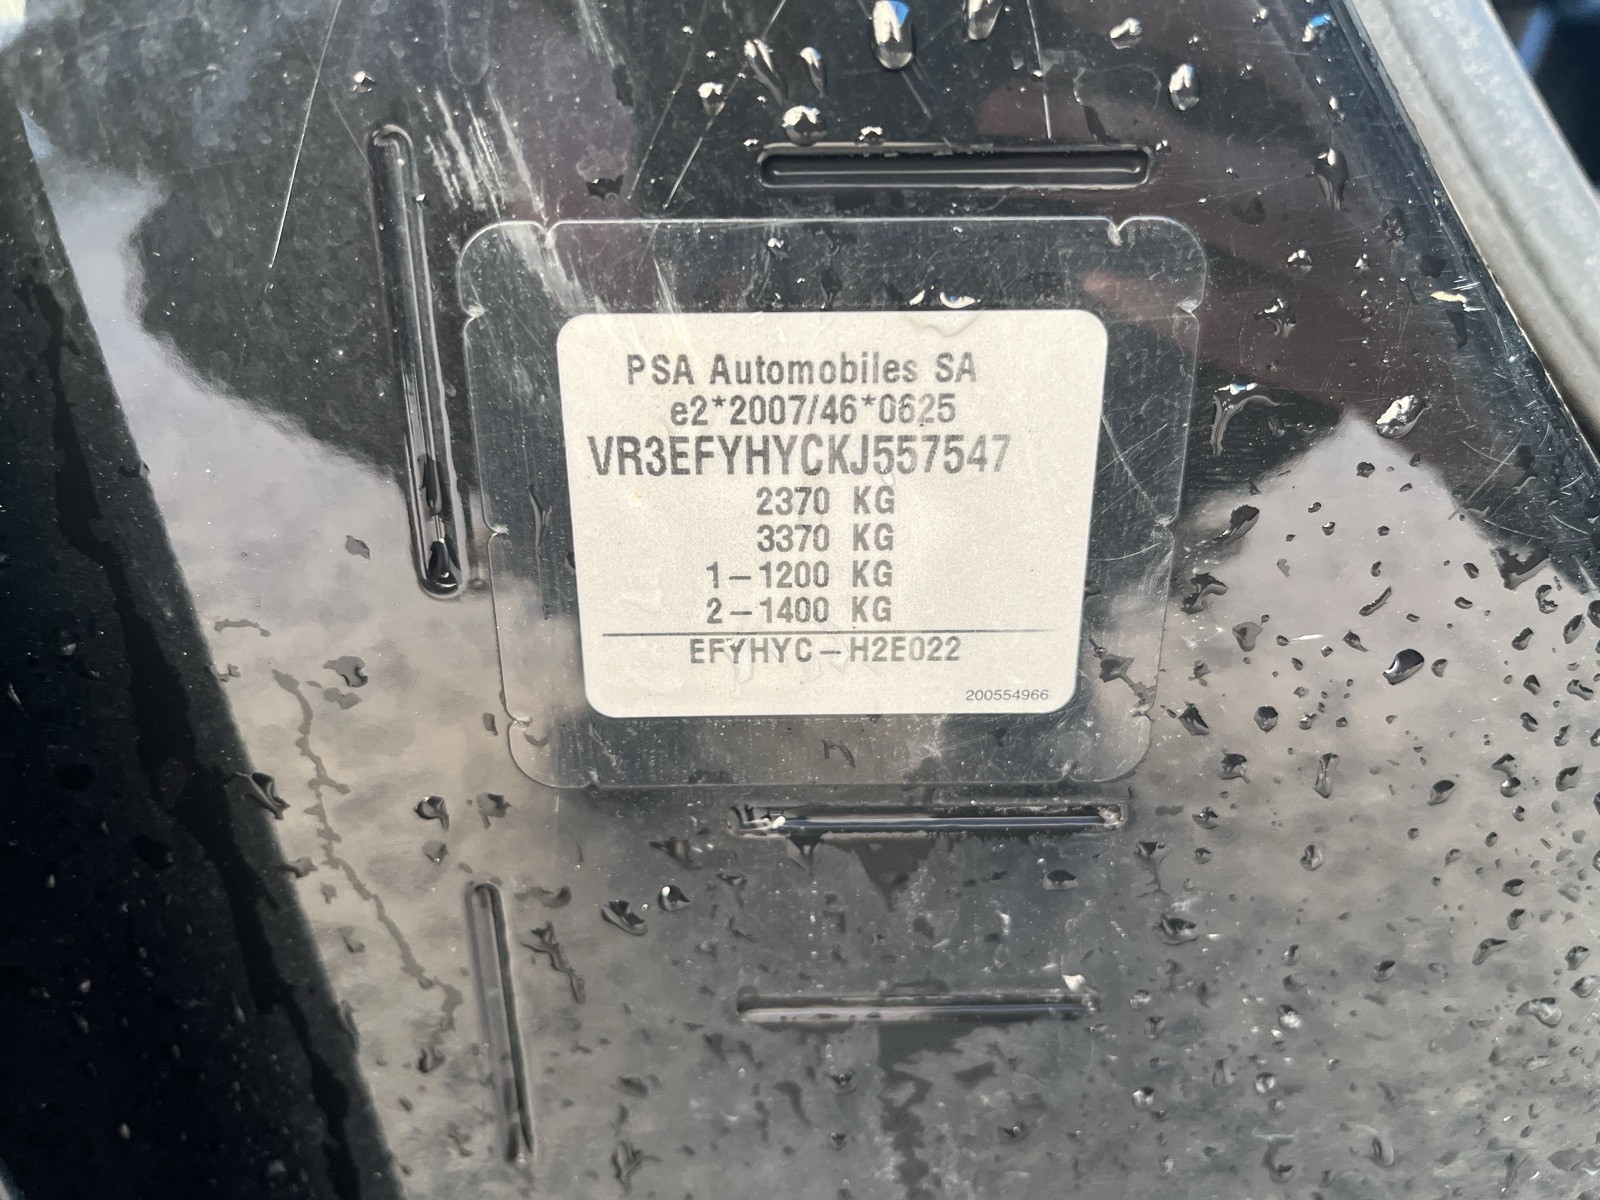 PSA Automobiles SA
e2*2007/46*0625
VR3EFYHYCKJ557547
2370 KG
3370 KG
1-1200 KG
2-1400 KG
EFYHYC-H2E022
200554966